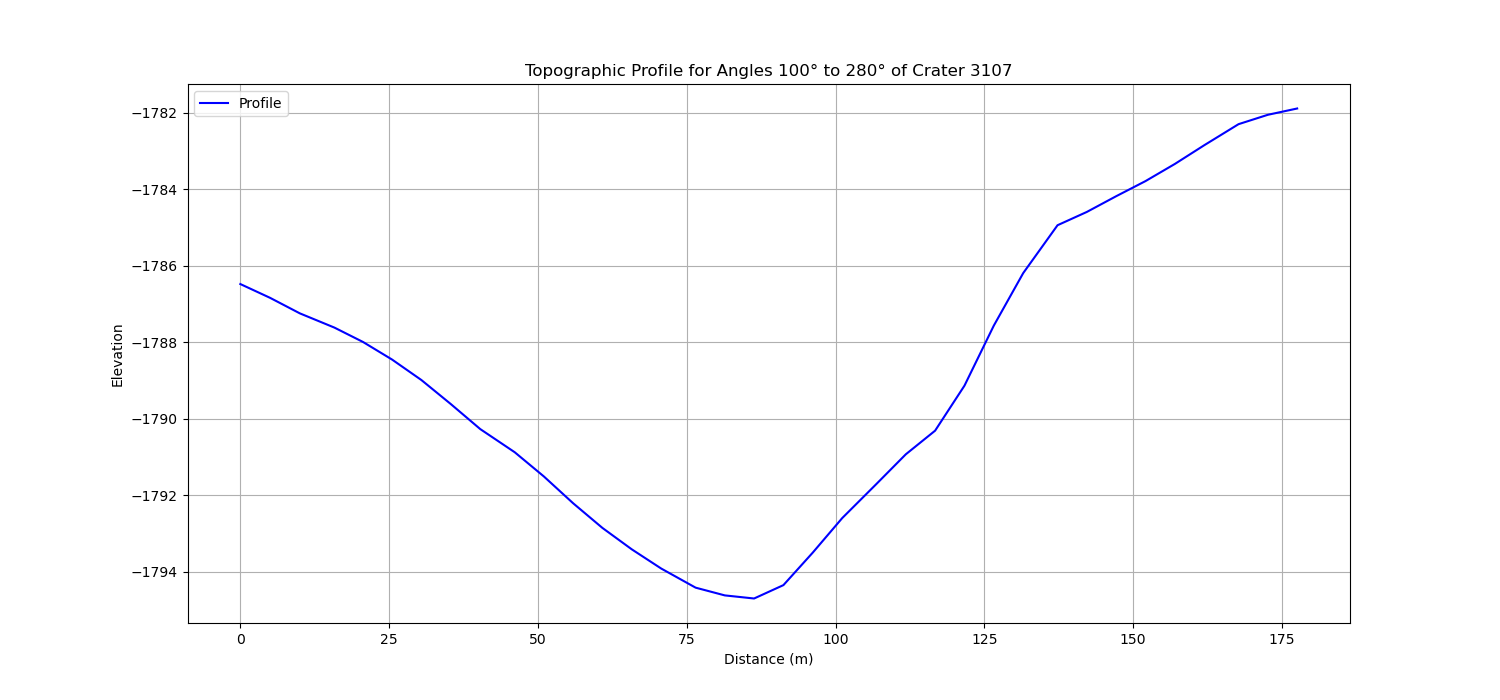 Topographic Profile for Angles 100° to 280° of Crater 3107
Profile
−1782
−1784
−1786
−1788
−1790
−1792
−1794
Elevation
0 25 50 75 100 125 150 175
Distance (m)